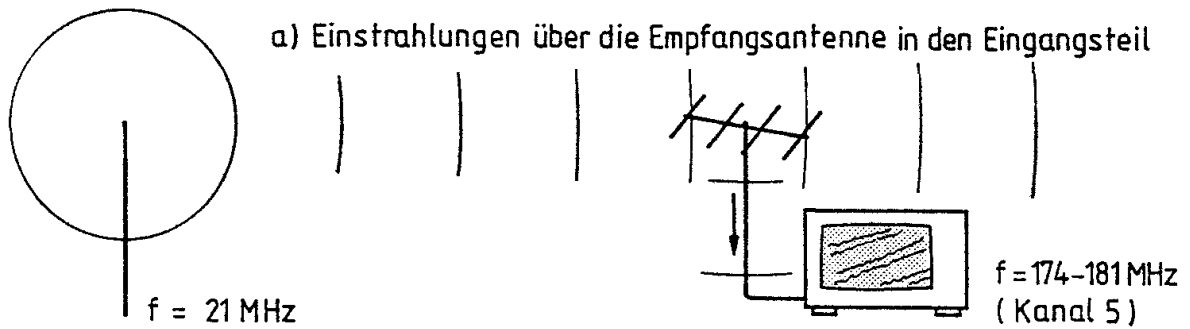 a) Einstrahlungen über die Empfangsantenne in den Eingangsteil
f = 21 MHz
f = 174-181 MHz
( Kanal 5 )